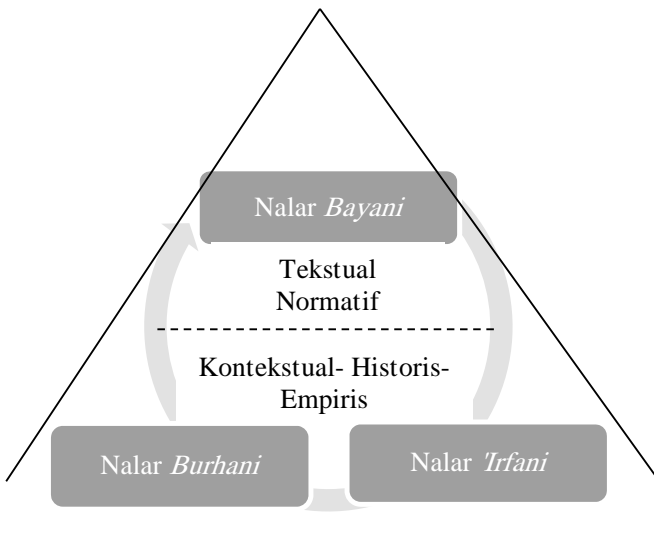 Nalar Bayani
Tekstual
Normatif
Kontekstual- Historis-
Empiris
Nalar Burhani
Nalar 'Irfani